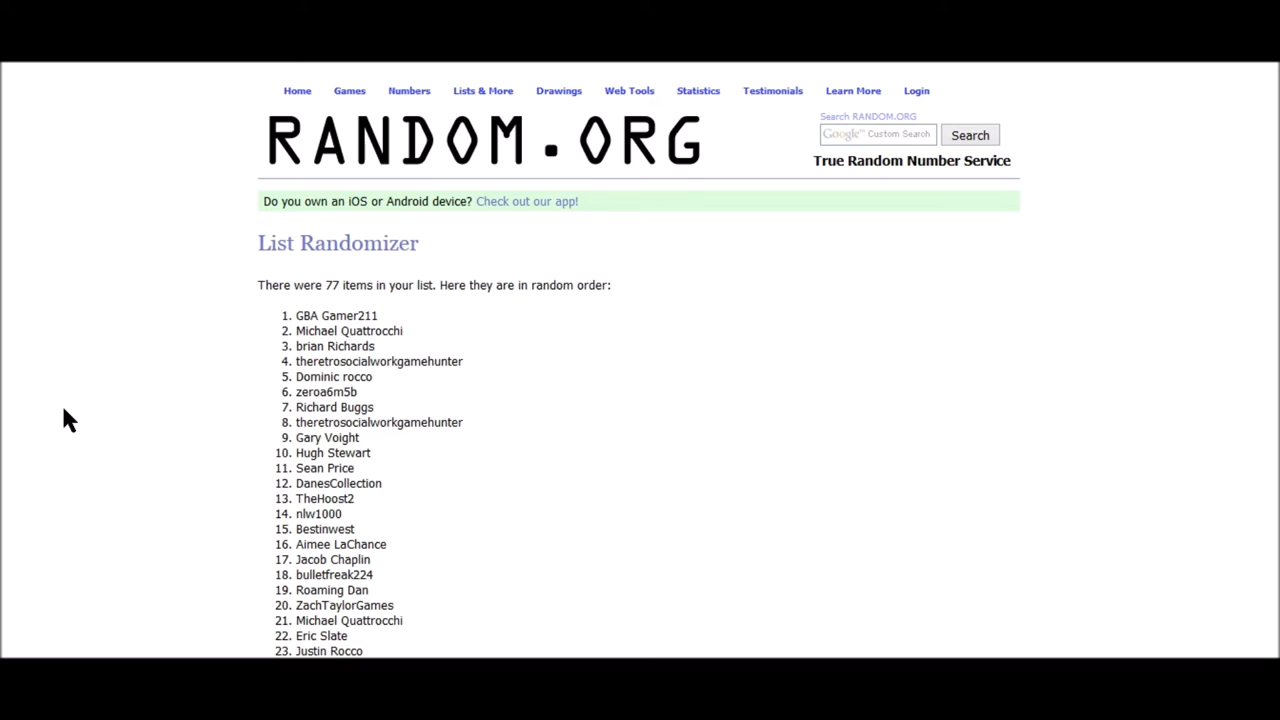 Home Games Numbers Lists & More Drawings Web Tools Statistics Testimonials Learn More Login
RANDOM.ORG
Search RANDOM.ORG
Google™ Custom Search Search
True Random Number Service
Do you own an iOS or Android device? Check out our app!
List Randomizer
There were 77 items in your list. Here they are in random order:
1. GBA Gamer211
2. Michael Quattrocchi
3. brian Richards
4. theretrosocialworkgamehunter
5. Dominic rocco
6. zeroa6m5b
7. Richard Buggs
8. theretrosocialworkgamehunter
9. Gary Voight
10. Hugh Stewart
11. Sean Price
12. DanesCollection
13. TheHoost2
14. nlw1000
15. Bestinwest
16. Aimee LaChance
17. Jacob Chaplin
18. bulletfreak224
19. Roaming Dan
20. ZachTaylorGames
21. Michael Quattrocchi
22. Eric Slate
23. Justin Rocco